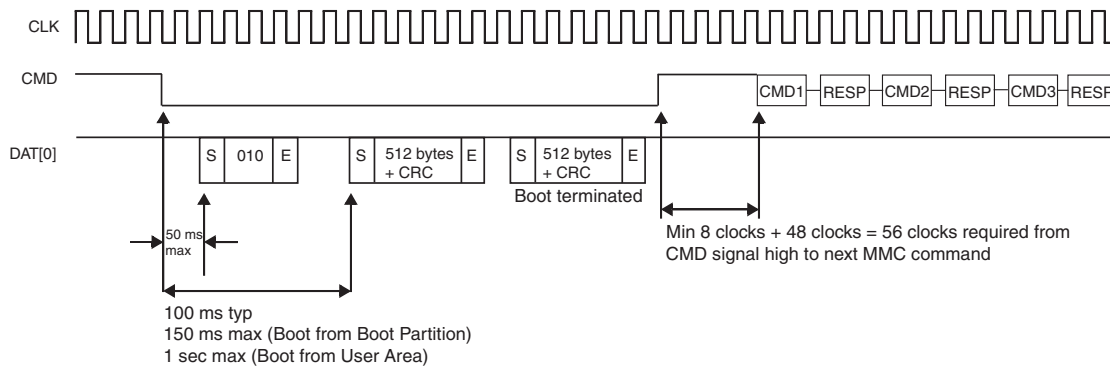 CLK
CMD
CMD1 RESP CMD2 RESP CMD3 RESP
DAT[0]
S 010 E S 512 bytes + CRC E S 512 bytes + CRC E
Boot terminated
50 ms
max
Min 8 clocks + 48 clocks = 56 clocks required from
CMD signal high to next MMC command
100 ms typ
150 ms max (Boot from Boot Partition)
1 sec max (Boot from User Area)